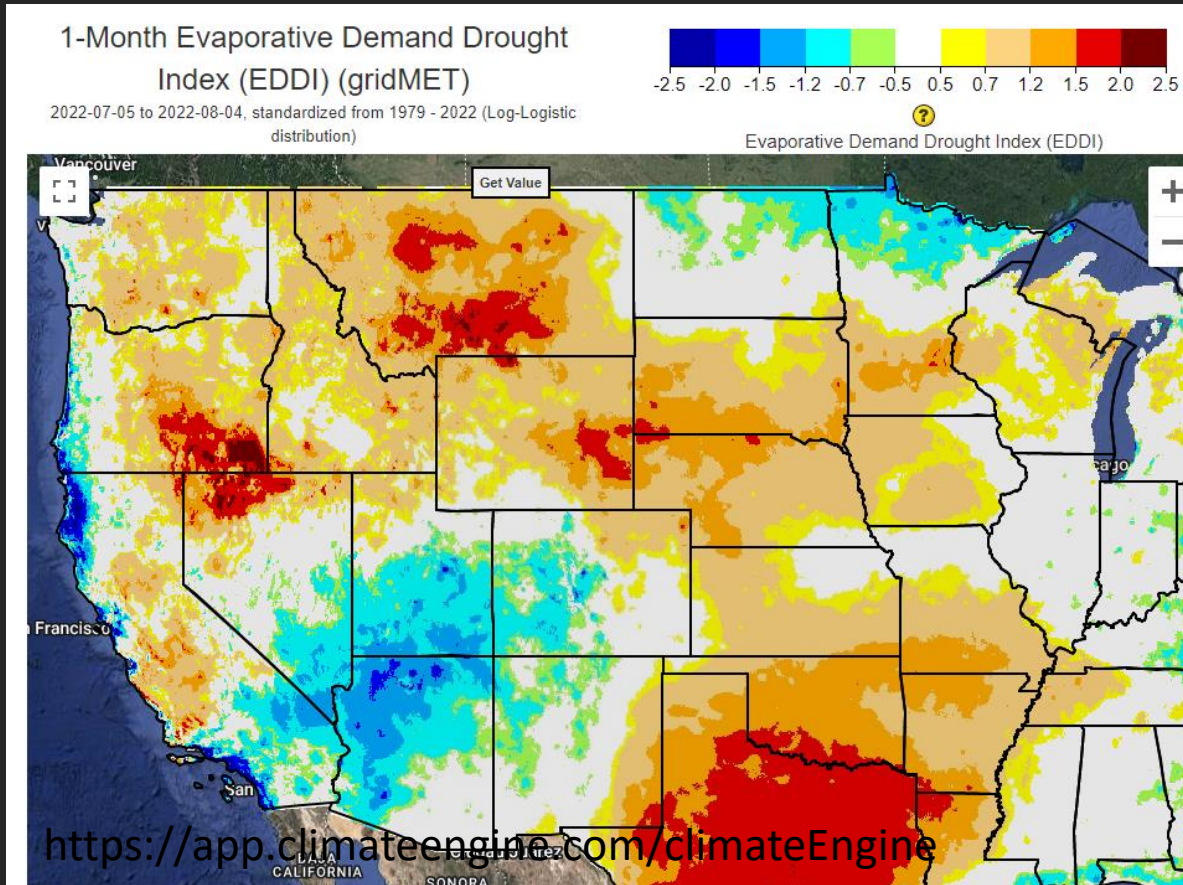 1-Month Evaporative Demand Drought
Index (EDDI) (gridMET)
2022-07-05 to 2022-08-04, standardized from 1979 - 2022 (Log-Logistic
distribution)
-2.5 -2.0 -1.5 -1.2 -0.7 -0.5 0.5 0.7 1.2 1.5 2.0 2.5
?
Evaporative Demand Drought Index (EDDI)
Vancouver
Get Value
+
−
V
cago
Francisco
San
https://app.climateengine.com/climateEngine
BAJA
CALIFORNIA
SONORA